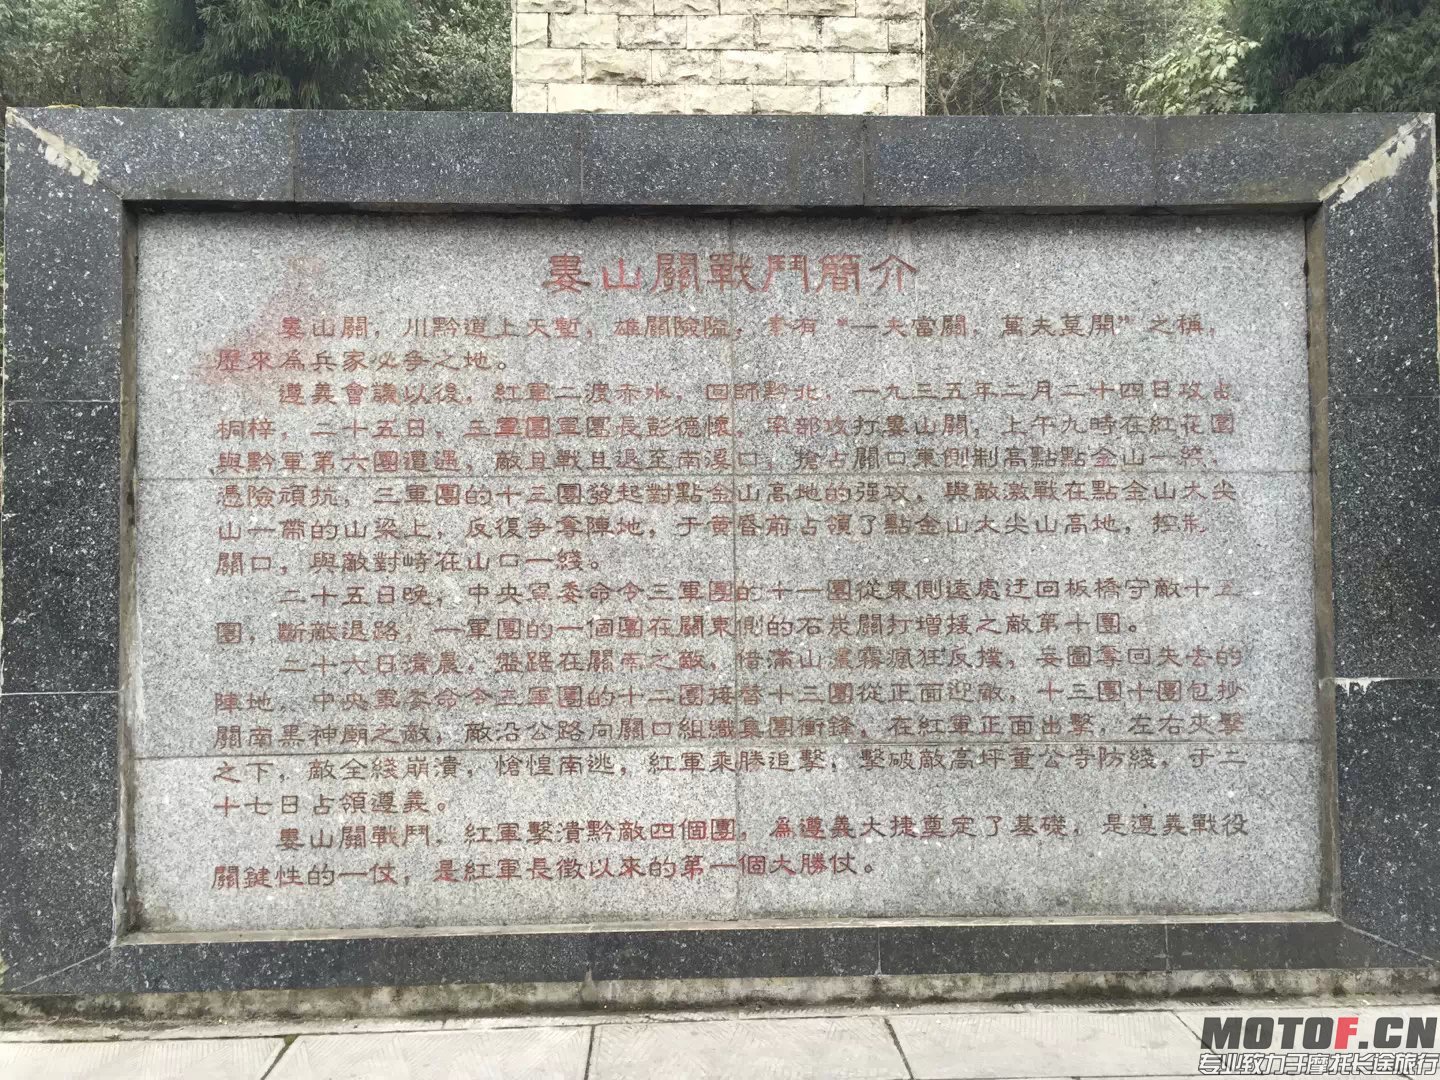 婁山關戰鬥簡介
婁山關，川黔道上天塹，雄關險隘，素有“一夫當關，萬夫莫開”之稱，
歷來為兵家必争之地。
遵義會議以後，紅軍二渡赤水，回師黔北，一九三五年二月二十四日攻占
桐梓，二十五日，三軍團軍團長彭德懷，率部攻打婁山關，上午九時在紅花園
與黔軍第六團遭遇，敵且戰且退至南溪口，搶占關口東側制高點點金山一綫，
憑險頑抗，三軍團的十三團發起對點金山高地的强攻，與敵激戰在點金山大尖
山一帶的山梁上，反復争奪陣地，于黄昏前占領了點金山大尖山高地，控制
關口，與敵對峙在山口一綫。
二十五日晚，中央軍委命令三軍團的十一團從東側遠處迂回板橋守敵十五
團，斷敵退路，一軍團的一個團在關東側的石炭關打增援之敵第十團。
二十六日清晨，盤踞在關南之敵，借滿山濃霧瘋狂反撲，妄圖奪回失去的
陣地，中央軍委命令三軍團的十二團接替十三團從正面迎敵，十三團十團包抄
關南黑神廟之敵，敵沿公路向關口組織集團衝鋒，在紅軍正面出擊，左右夾擊
之下，敵全綫崩潰，愴惶南逃，紅軍乘勝追擊，擊破敵高坪董公寺防綫，于二
十七日占領遵義。
婁山關戰鬥，紅軍擊潰黔敵四個團，為遵義大捷奠定了基礎，是遵義戰役
關鍵性的一仗，是紅軍長徵以來的第一個大勝仗。
MOTOF.CN
专业致力于摩托长途旅行